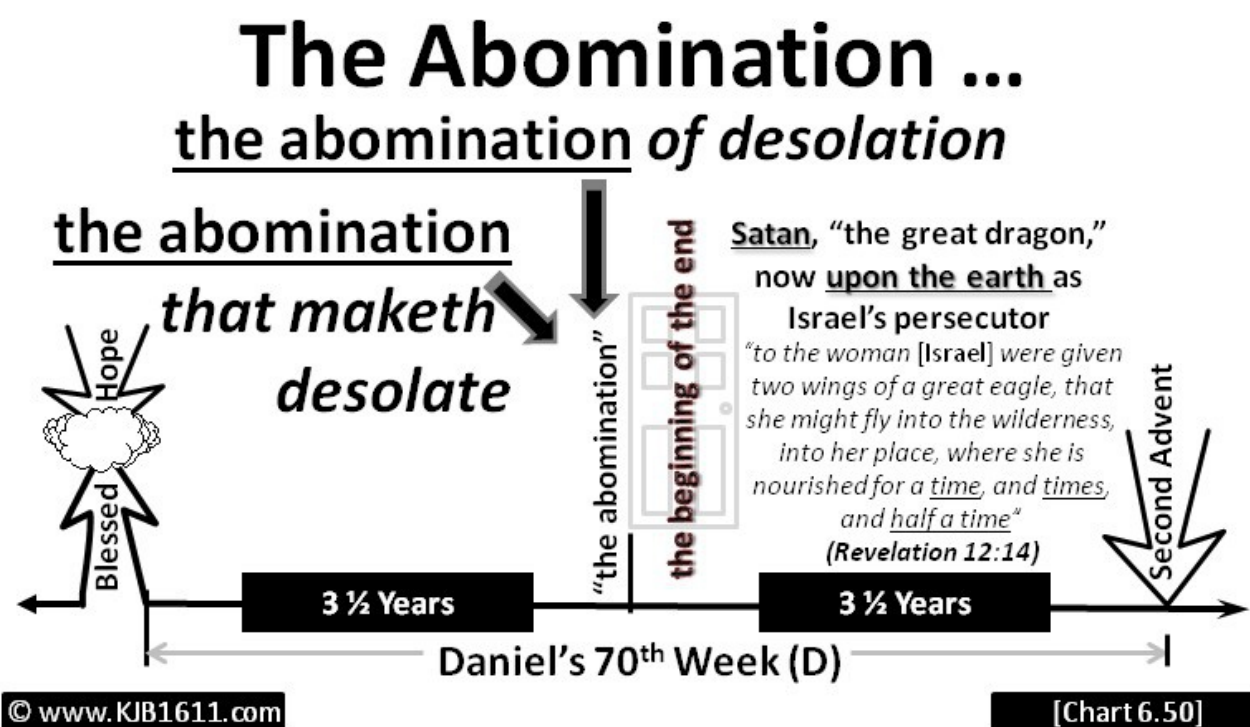 The Abomination ...
the abomination of desolation
the abomination
that maketh
desolate
Blessed Hope
"the abomination"
the beginning of the end
Satan, “the great dragon,”
now upon the earth as
Israel’s persecutor
“to the woman [Israel] were given
two wings of a great eagle, that
she might fly into the wilderness,
into her place, where she is
nourished for a time, and times,
and half a time“
(Revelation 12:14)
Second Advent
3 ½ Years
3 ½ Years
Daniel’s 70th Week (D)
© www.KJB1611.com
[Chart 6.50]